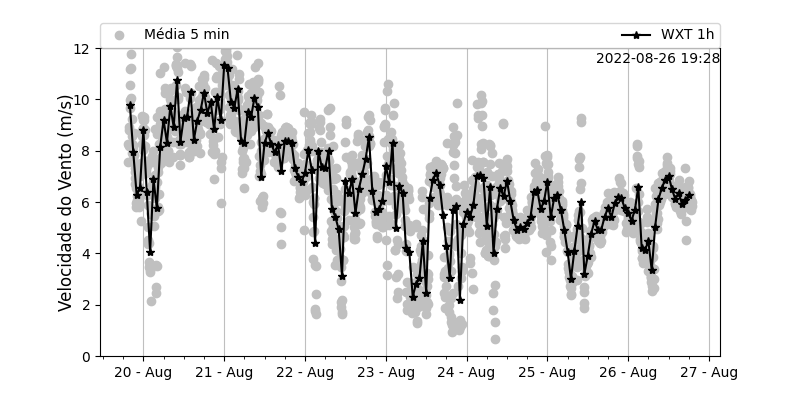 Média 5 min
WXT 1h
2022-08-26 19:28
Velocidade do Vento (m/s)
12
10
8
6
4
2
0
20 - Aug
21 - Aug
22 - Aug
23 - Aug
24 - Aug
25 - Aug
26 - Aug
27 - Aug